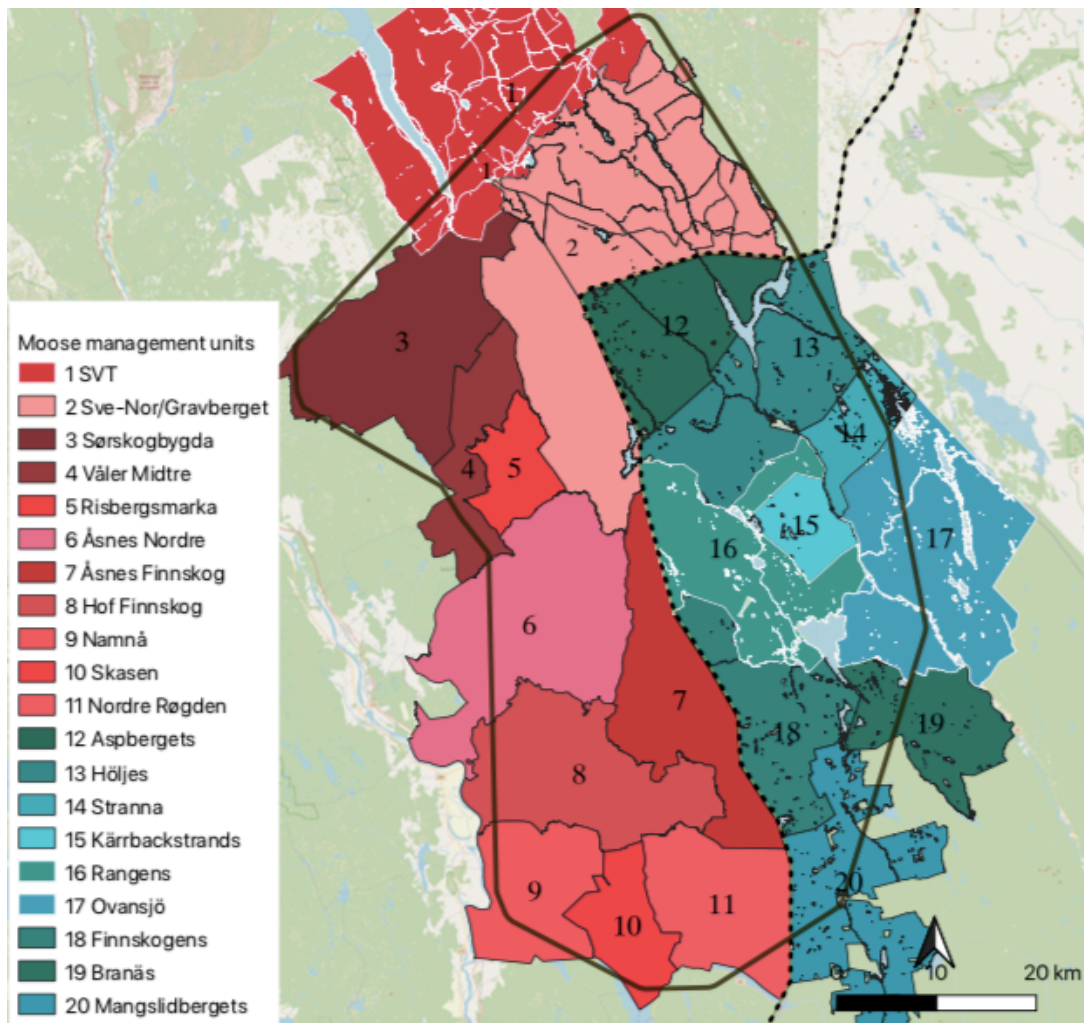 Moose management units
1 SVT
2 Sve-Nor/Gravberget
3 Sørskogbygda
4 Våler Midtre
5 Risbergsmarka
6 Åsnes Nordre
7 Åsnes Finnskog
8 Hof Finnskog
9 Namnå
10 Skasen
11 Nordre Røgden
12 Aspbergets
13 Höljes
14 Stranna
15 Kärrbackstrands
16 Rangens
17 Ovansjö
18 Finnskogens
19 Branäs
20 Mangslidbergets
1
1
2
3
12
13
14
4
5
15
16
17
6
7
18
19
8
20
9
10
11
0 10 20 km